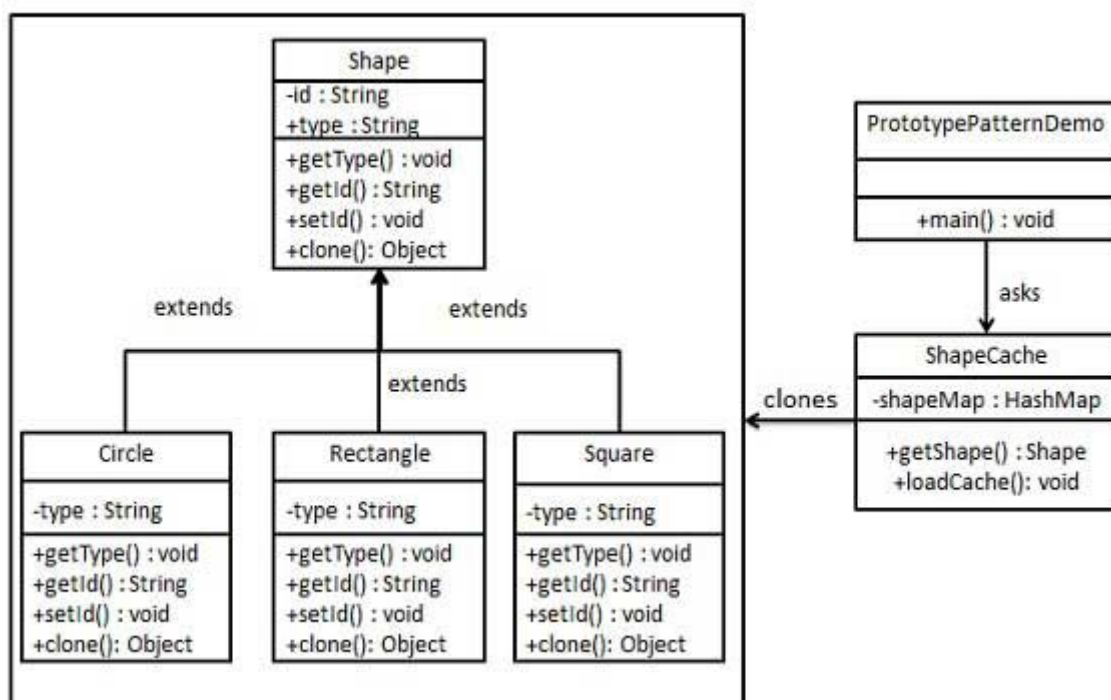 Shape
-id : String
+type : String
+getType() : void
+getId() : String
+setId() : void
+clone(): Object
extends
extends
extends
Circle
-type : String
+getType() : void
+getId() : String
+setId() : void
+clone(): Object
Rectangle
-type : String
+getType() : void
+getId() : String
+setId() : void
+clone(): Object
Square
-type : String
+getType() : void
+getId() : String
+setId() : void
+clone(): Object
PrototypePatternDemo
+main() : void
asks
ShapeCache
-shapeMap : HashMap
+getShape() : Shape
+loadCache(): void
clones